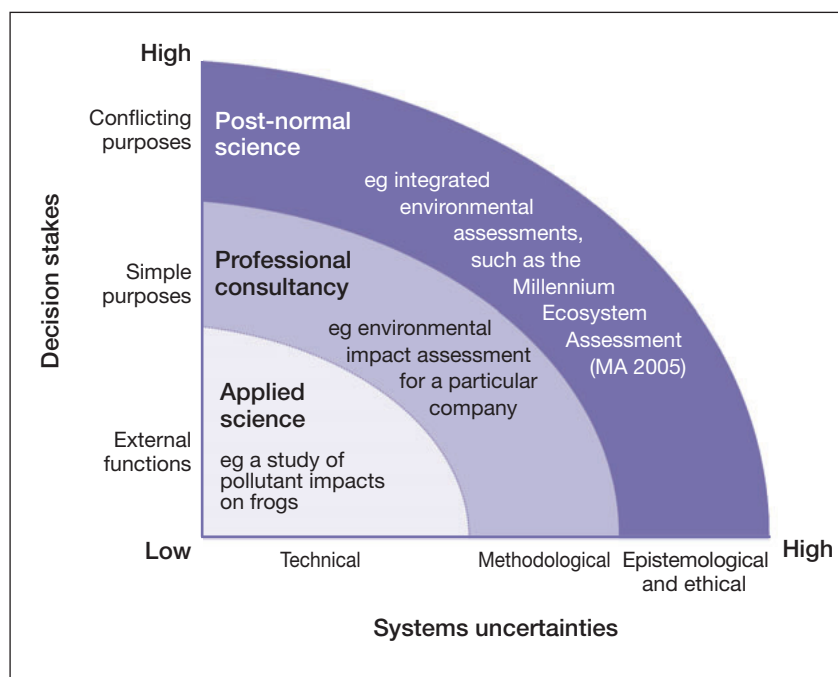 High
Conflicting
purposes
Post-normal
science
eg integrated
environmental
assessments,
such as the
Millennium
Ecosystem
Assessment
(MA 2005)
Decision stakes
Simple
purposes
Professional
consultancy
eg environmental
impact assessment
for a particular
company
External
functions
Applied
science
eg a study of
pollutant impacts
on frogs
Low
Technical
Methodological
Epistemological
and ethical
High
Systems uncertainties